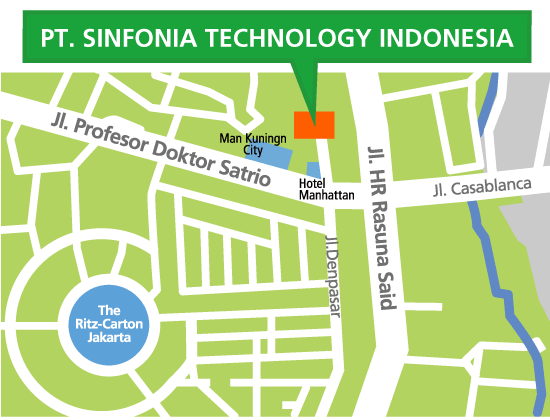 PT. SINFONIA TECHNOLOGY INDONESIA
Jl. Profesor Doktor Satrio
Man Kuningn
City
Hotel
Manhattan
Jl. HR Rasuna Said
Jl. Casablanca
Jl.Denpasar
The
Ritz-Carton
Jakarta